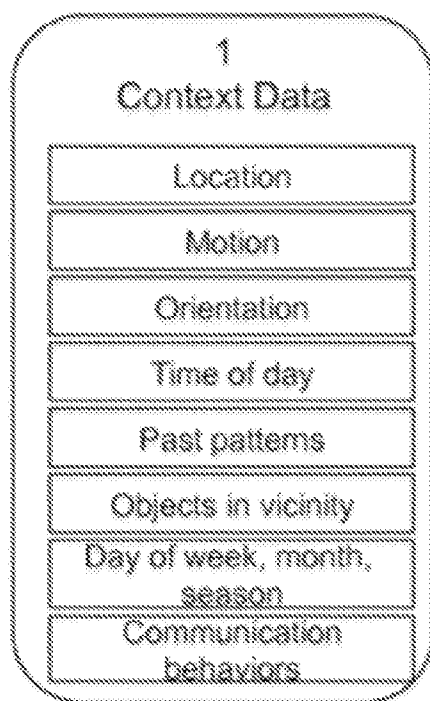 1
Context Data
Location
Motion
Orientation
Time of day
Past patterns
Objects in vicinity
Day of week, month,
season
Communication
behaviors